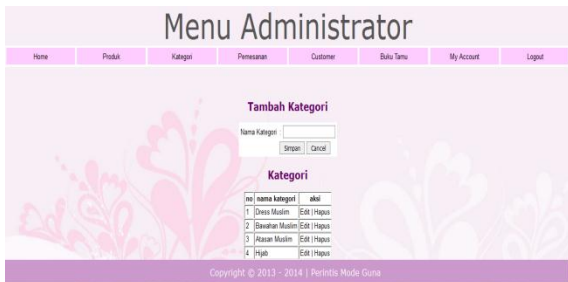 Menu Administrator
Home Produk Kategori Pemesanan Customer Buku Tamu My Account Logout
Tambah Kategori
Nama Kategori :
Simpan Cancel
Kategori
no nama kategori aksi
1 Dress Muslim Edit | Hapus
2 Bawahan Muslim Edit | Hapus
3 Atasan Muslim Edit | Hapus
4 Hijab Edit | Hapus
Copyright © 2013 - 2014 | Perintis Mode Guna